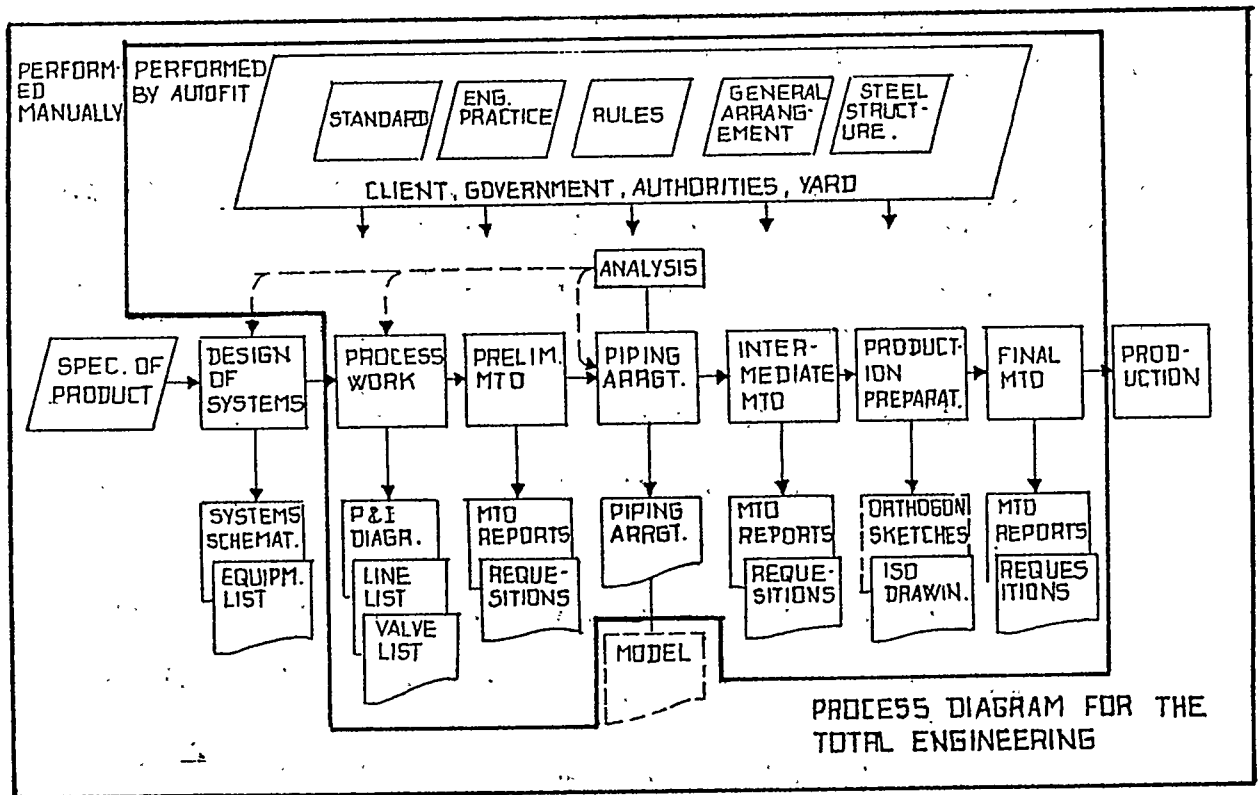 PERFORM-
ED
MANUALLY
PERFORMED
BY AUTOFIT
STANDARD
ENG.
PRACTICE
RULES
GENERAL
ARRANG-
EMENT
STEEL
STRUCT-
URE.
CLIENT, GOVERNMENT, AUTHORITIES, YARD
ANALYSIS
SPEC. OF
PRODUCT
DESIGN
OF
SYSTEMS
PROCESS
WORK
PRELIM.
MTO
PIPING
ARRGT.
INTER-
MEDIATE
MTO
PRODUCT-
ION
PREPARAT.
FINAL
MTO
PROD-
UCTION
SYSTEMS
SCHEMAT.
EQUIPM.
LIST
P&I
DIAGR.
LINE
LIST
VALVE
LIST
MTO
REPORTS
REQUE-
SITIONS
PIPING
ARRGT.
MODEL
MTO
REPORTS
REQUE-
SITIONS
ORTHOGON
SKETCHES
ISO
DRAWIN.
MTO
REPORTS
REQUES
ITIONS
PROCESS DIAGRAM FOR THE
TOTAL ENGINEERING